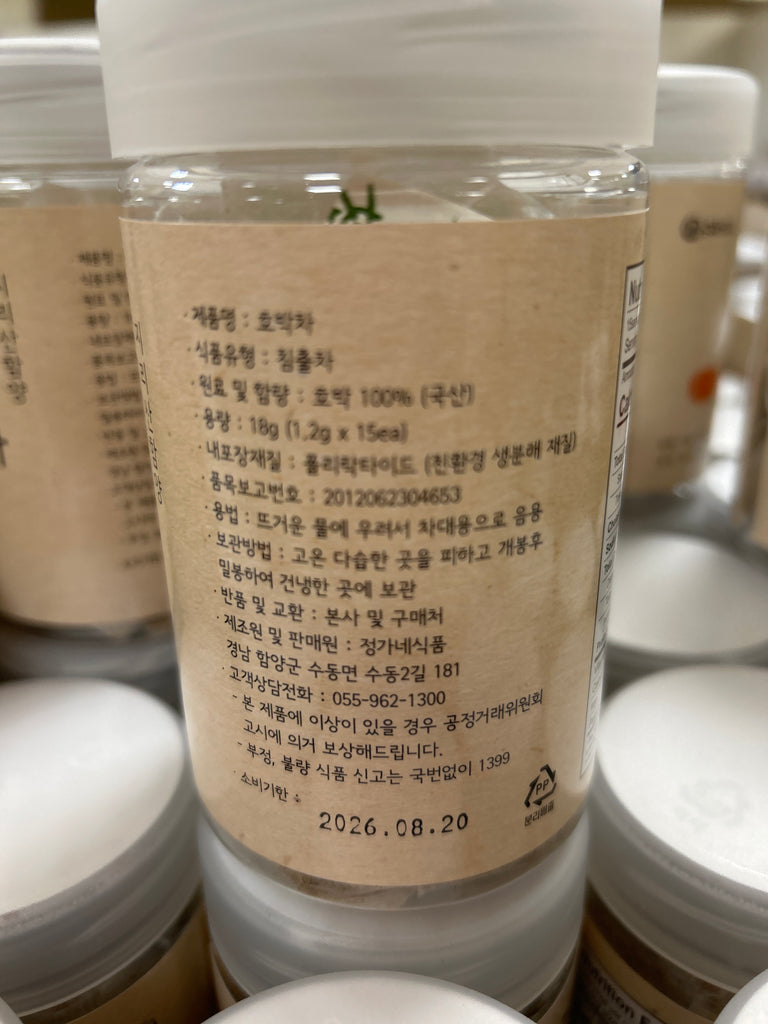 · 제품명 : 호박차
· 식품유형 : 침출차
· 원료 및 함량 : 호박 100% (국산)
· 용량 : 18g (1.2g x 15ea)
· 내포장재질 : 폴리락타이드 (친환경 생분해 재질)
· 품목보고번호 : 2012062304653
· 용법 : 뜨거운 물에 우려서 차대용으로 음용
· 보관방법 : 고온 다습한 곳을 피하고 개봉후
밀봉하여 건냉한 곳에 보관
· 반품 및 교환 : 본사 및 구매처
· 제조원 및 판매원 : 정가네식품
경남 함양군 수동면 수동2길 181
· 고객상담전화 : 055-962-1300
- 본 제품에 이상이 있을 경우 공정거래위원회
고시에 의거 보상해드립니다.
- 부정, 불량 식품 신고는 국번없이 1399
· 소비기한 :
2026.08.20
PP
분리배출